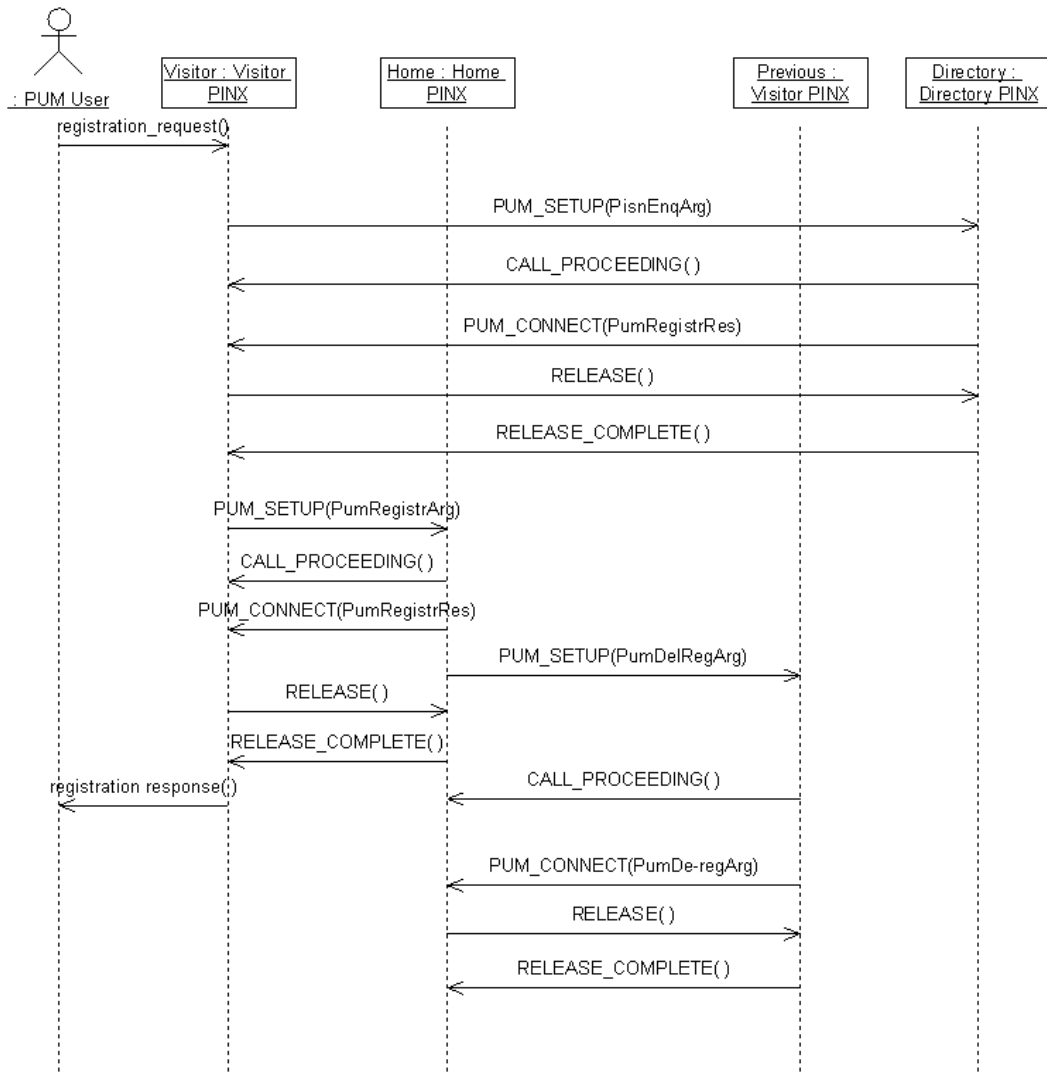 Visitor : Visitor
PINX
Home : Home
PINX
Previous :
Visitor PINX
Directory :
Directory PINX
: PUM User
registration_request()
PUM_SETUP(PisnEnqArg)
CALL_PROCEEDING( )
PUM_CONNECT(PumRegistrRes)
RELEASE( )
RELEASE_COMPLETE( )
PUM_SETUP(PumRegistrArg)
CALL_PROCEEDING( )
PUM_CONNECT(PumRegistrRes)
PUM_SETUP(PumDelRegArg)
RELEASE( )
RELEASE_COMPLETE( )
CALL_PROCEEDING( )
registration response( )
PUM_CONNECT(PumDe-regArg)
RELEASE( )
RELEASE_COMPLETE( )